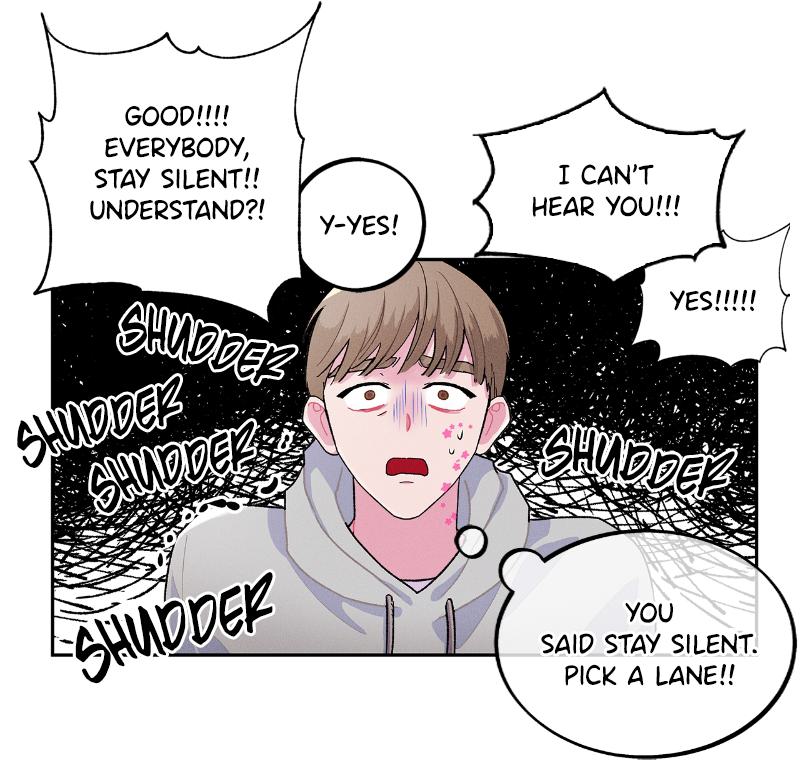 GOOD!!!!
EVERYBODY,
STAY SILENT!!
UNDERSTAND?!
Y-YES!
I CAN'T
HEAR YOU!!!
YES!!!!!
SHUDDER
SHUDDER
SHUDDER
SHUDDER
SHUDDER
YOU
SAID STAY SILENT.
PICK A LANE!!